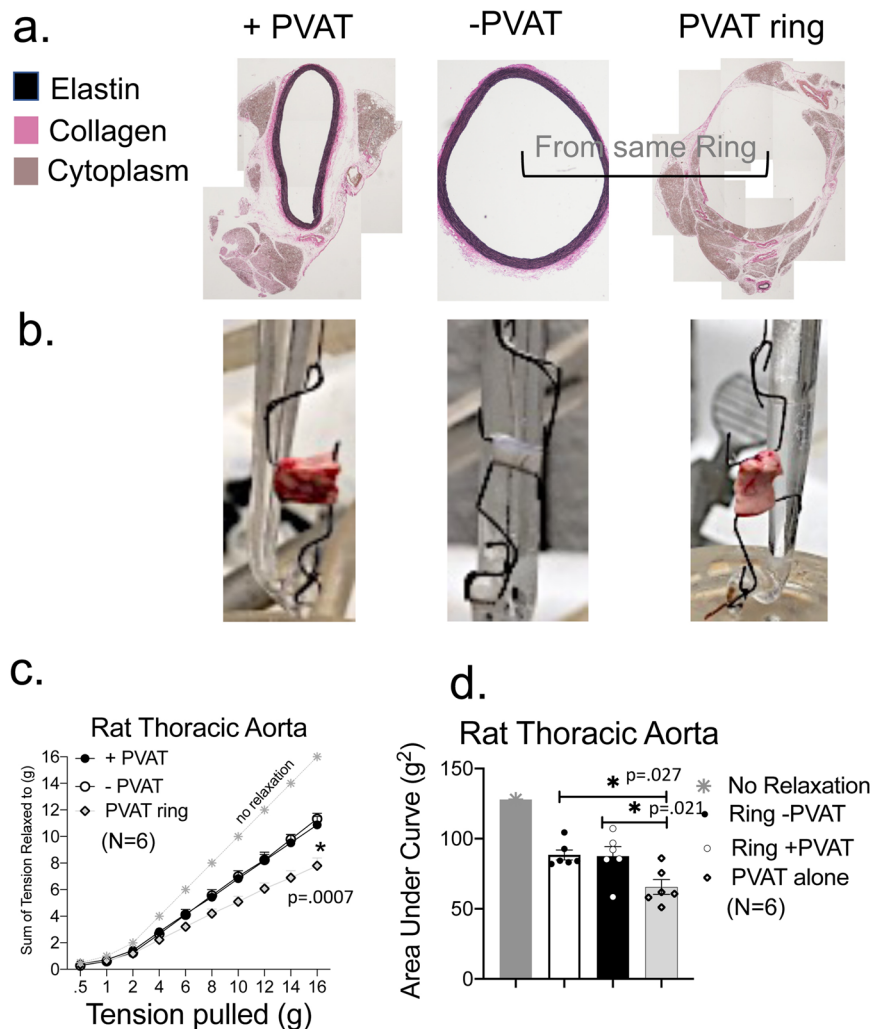 a.
+ PVAT
-PVAT
PVAT ring
Elastin
Collagen
Cytoplasm
From same Ring
b.
c.
Rat Thoracic Aorta
Sum of Tension Relaxed to (g)
16
14
12
10
8
6
4
2
0
+ PVAT
- PVAT
PVAT ring
(N=6)
no relaxation
*
p=.0007
.5 1 2 4 6 8 10 12 14 16
Tension pulled (g)
d.
Rat Thoracic Aorta
Area Under Curve (g²)
150
100
50
0
* p=.027
* p=.021
No Relaxation
Ring -PVAT
Ring +PVAT
PVAT alone
(N=6)